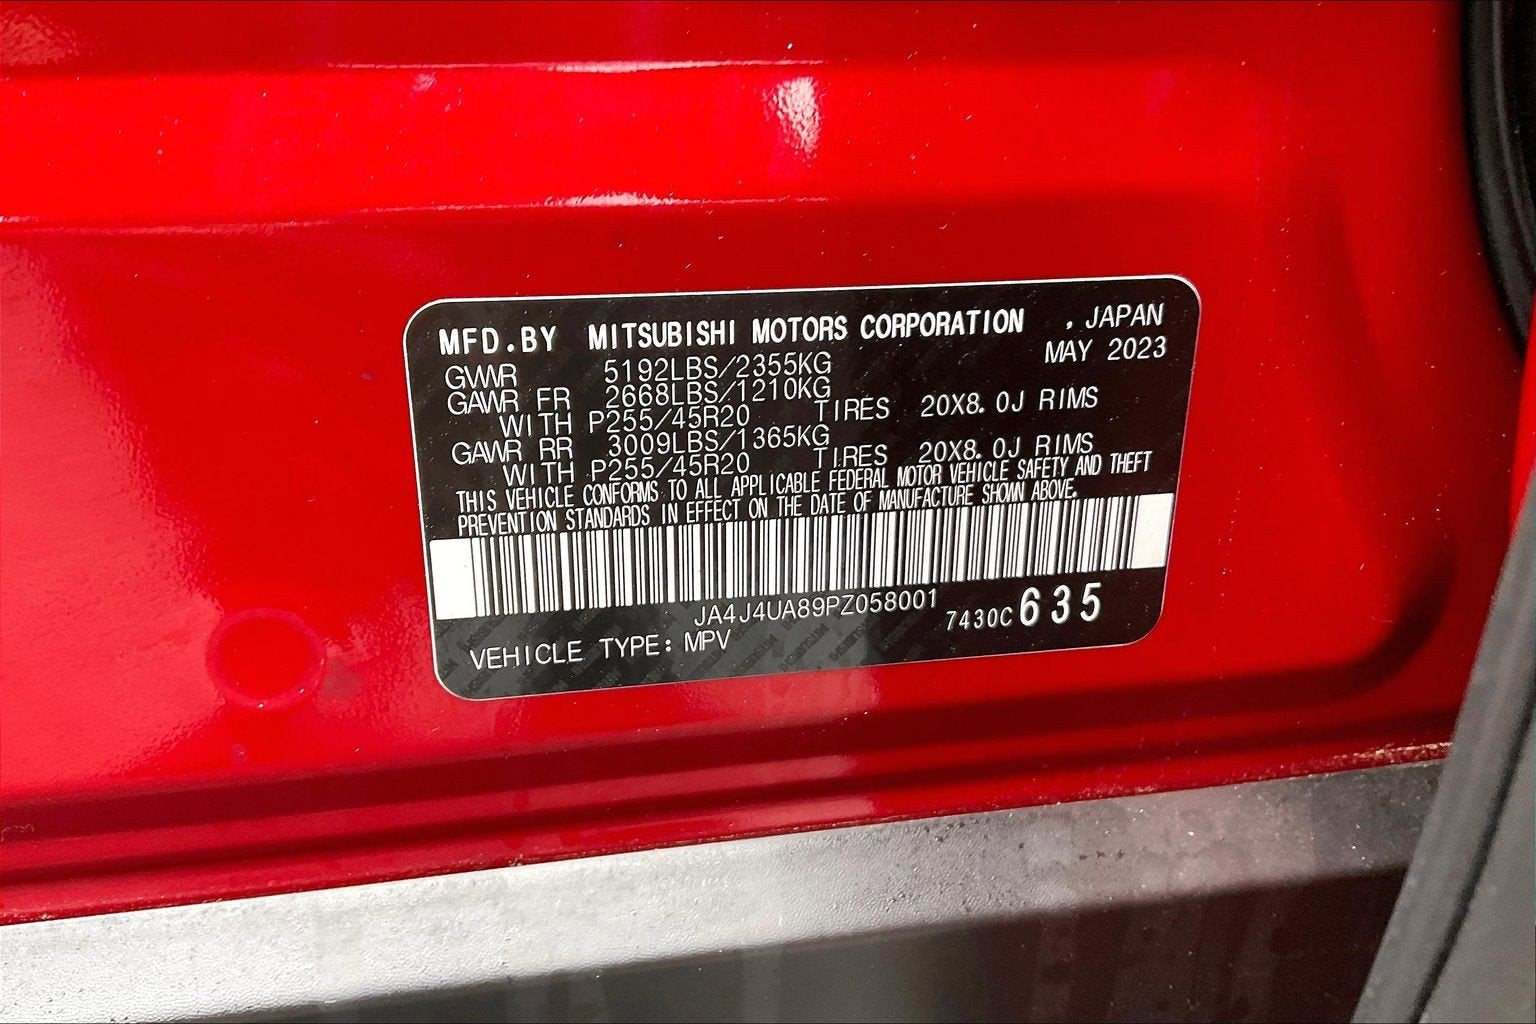 MFD.BY MITSUBISHI MOTORS CORPORATION , JAPAN
MAY 2023
GVWR 5192LBS/2355KG
GAWR FR 2668LBS/1210KG
WITH P255/45R20 TIRES 20X8.0J RIMS
GAWR RR 3009LBS/1365KG
WITH P255/45R20 TIRES 20X8.0J RIMS
THIS VEHICLE CONFORMS TO ALL APPLICABLE FEDERAL MOTOR VEHICLE SAFETY AND THEFT
PREVENTION STANDARDS IN EFFECT ON THE DATE OF MANUFACTURE SHOWN ABOVE.
JA4J4UA89PZ058001 7430C635
VEHICLE TYPE: MPV